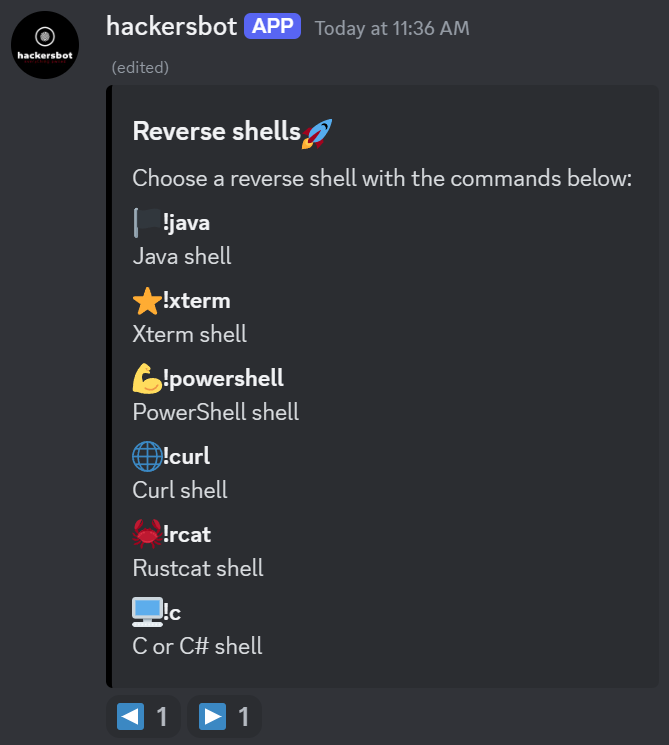 hackersbot APP Today at 11:36 AM
hackersbot
(edited)
Reverse shells🚀
Choose a reverse shell with the commands below:
🏴!java
Java shell
⭐!xterm
Xterm shell
💪!powershell
PowerShell shell
🌐!curl
Curl shell
🦀!rcat
Rustcat shell
🖥️!c
C or C# shell
◀️ 1 ▶️ 1